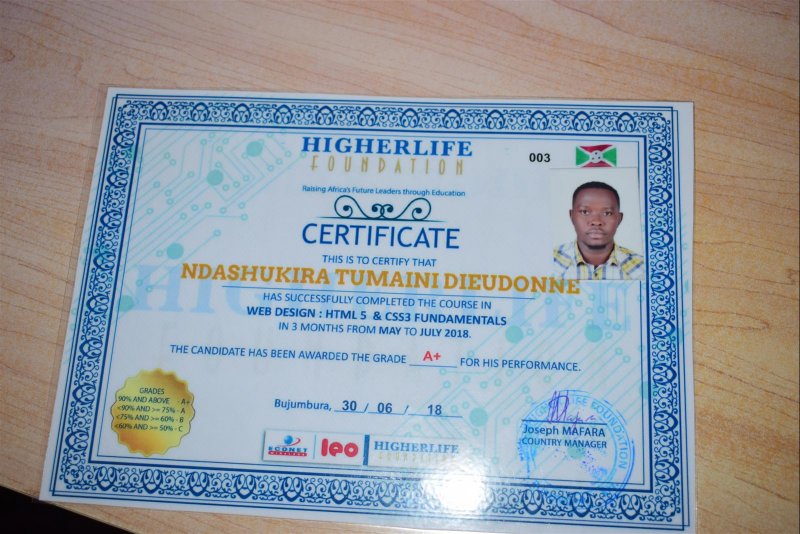 HIGHERLIFE
FOUNDATION
003
Raising Africa's Future Leaders through Education
CERTIFICATE
THIS IS TO CERTIFY THAT
NDASHUKIRA TUMAINI DIEUDONNE
HAS SUCCESSFULLY COMPLETED THE COURSE IN
WEB DESIGN : HTML 5 & CSS3 FUNDAMENTALS
IN 3 MONTHS FROM MAY TO JULY 2018.
THE CANDIDATE HAS BEEN AWARDED THE GRADE A+ FOR HIS PERFORMANCE.
GRADES
90% AND ABOVE - A+
<90% AND >= 75% - A
<75% AND >= 60% - B
<60% AND >= 50% - C
Bujumbura, 30 / 06 / 18
Joseph MAFARA
COUNTRY MANAGER
ECONET
WIRELESS
leo
HIGHERLIFE
FOUNDATION